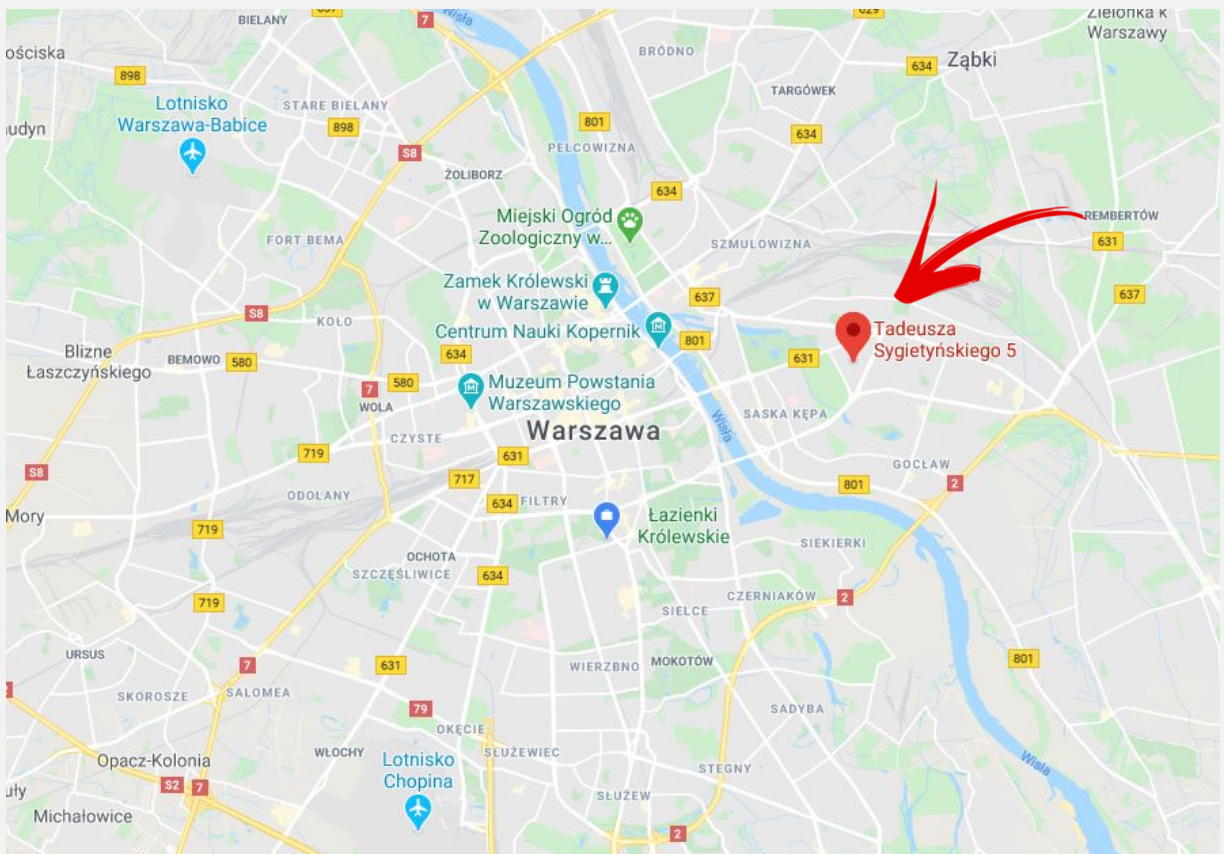 BIELANY
7
Wisła
629
Zielonka k
Warszawy
ościska
BRÓDNO
634
Ząbki
898
TARGÓWEK
Lotnisko
Warszawa-Babice
STARE BIELANY
udyn
898
801
634
S8
PELCOWIZNA
ŻOLIBORZ
634
Miejski Ogród
Zoologiczny w...
REMBERTÓW
FORT BEMA
SZMULOWIZNA
631
Zamek Królewski
w Warszawie
637
637
S8
KOŁO
Centrum Nauki Kopernik
801
Tadeusza
Sygietyńskiego 5
Blizne
Łaszczyńskiego
BEMOWO
580
634
631
7
580
Muzeum Powstania
Warszawskiego
WOLA
SASKA KĘPA
Wisła
Warszawa
CZYSTE
719
631
GOCŁAW
S8
717
801
2
ODOLANY
634
FILTRY
Mory
Łazienki
Królewskie
719
SIEKIERKI
OCHOTA
SZCZĘŚLIWICE
634
CZERNIAKÓW
2
719
SIELCE
URSUS
7
631
WIERZBNO
MOKOTÓW
801
SKOROSZE
SALOMEA
79
SADYBA
OKĘCIE
WŁOCHY
SŁUŻEWIEC
Opacz-Kolonia
Lotnisko
Chopina
STEGNY
Wisła
S2
7
SŁUŻEW
Michałowice
2